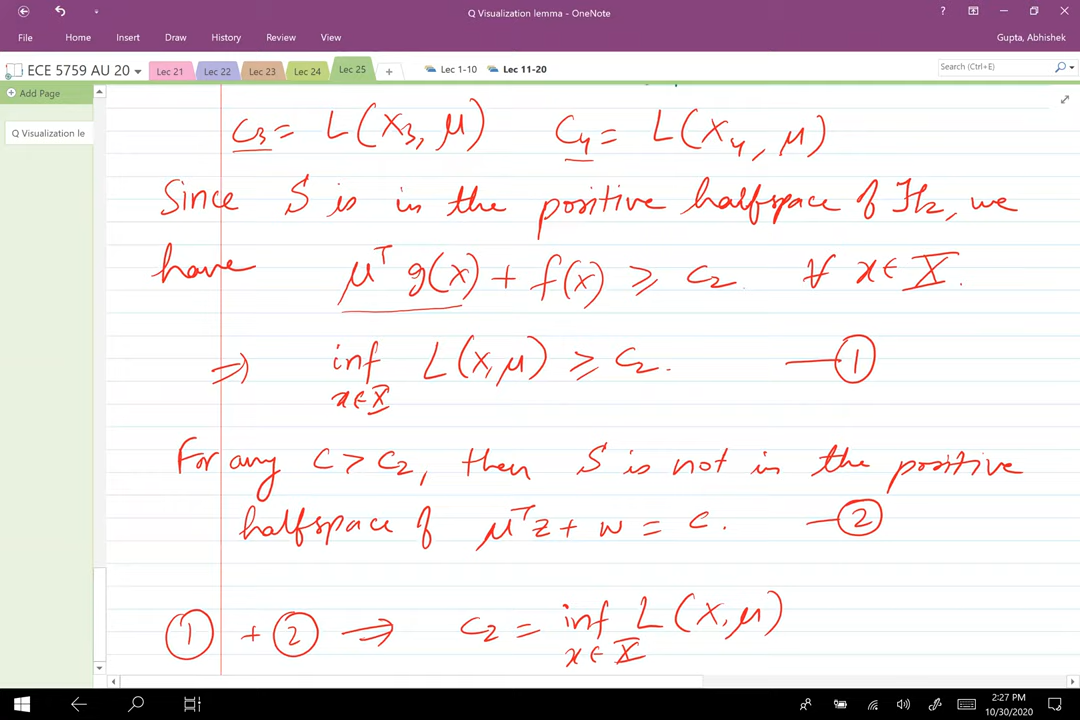 Q Visualization lemma - OneNote
?
Gupta, Abhishek
File Home Insert Draw History Review View
ECE 5759 AU 20 Lec 21 Lec 22 Lec 23 Lec 24 Lec 25 + Lec 1-10 Lec 11-20 Search (Ctrl+E)
Add Page
Q Visualization le
C₃ = L(x₃, μ) C₄ = L(x₄, μ)
Since S is in the positive halfspace of H₂, we
have μᵀ g(x) + f(x) ⩾ C₂. ∀ x ∈ X.
⇒ inf L(x, μ) ⩾ C₂. —①
x ∈ X
For any C > C₂, then S is not in the positive
halfspace of μᵀz + w = C. —②
① + ② ⇒ C₂ = inf L(x, μ)
x ∈ X
2:27 PM
10/30/2020